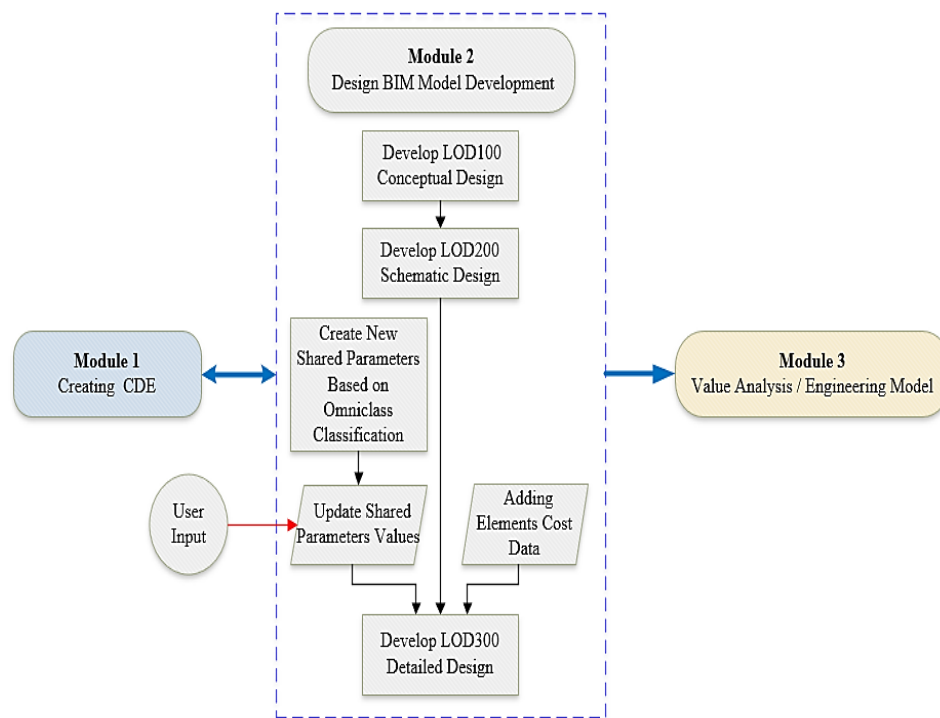 Module 2
Design BIM Model Development
Develop LOD100
Conceptual Design
Develop LOD200
Schematic Design
Create New
Shared Parameters
Based on
Omniclass
Classification
Module 1
Creating CDE
Module 3
Value Analysis / Engineering Model
User
Input
Update Shared
Parameters Values
Adding
Elements Cost
Data
Develop LOD300
Detailed Design